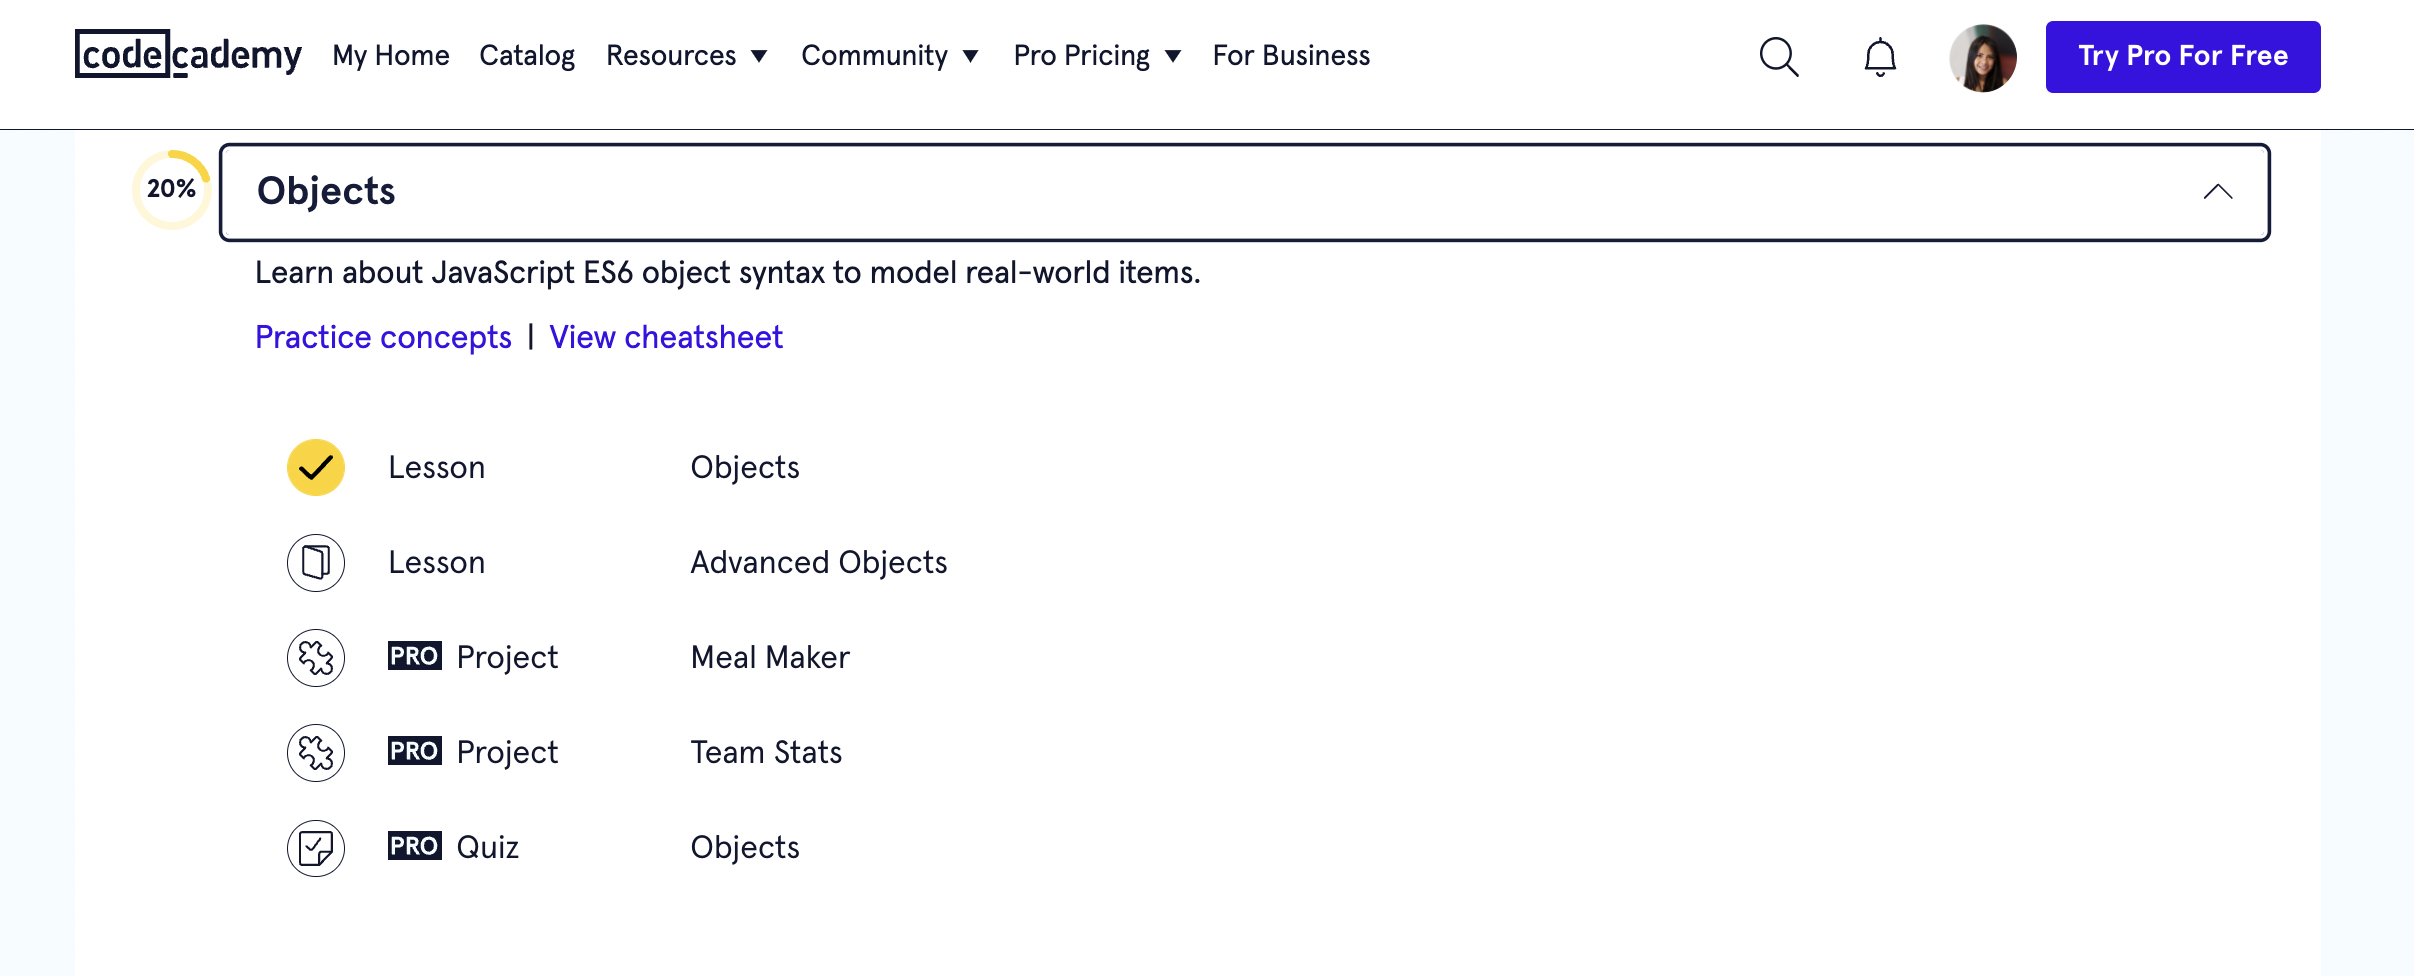 codecademy My Home Catalog Resources Community Pro Pricing For Business Try Pro For Free
20% Objects
Learn about JavaScript ES6 object syntax to model real-world items.
Practice concepts | View cheatsheet
Lesson Objects
Lesson Advanced Objects
PRO Project Meal Maker
PRO Project Team Stats
PRO Quiz Objects